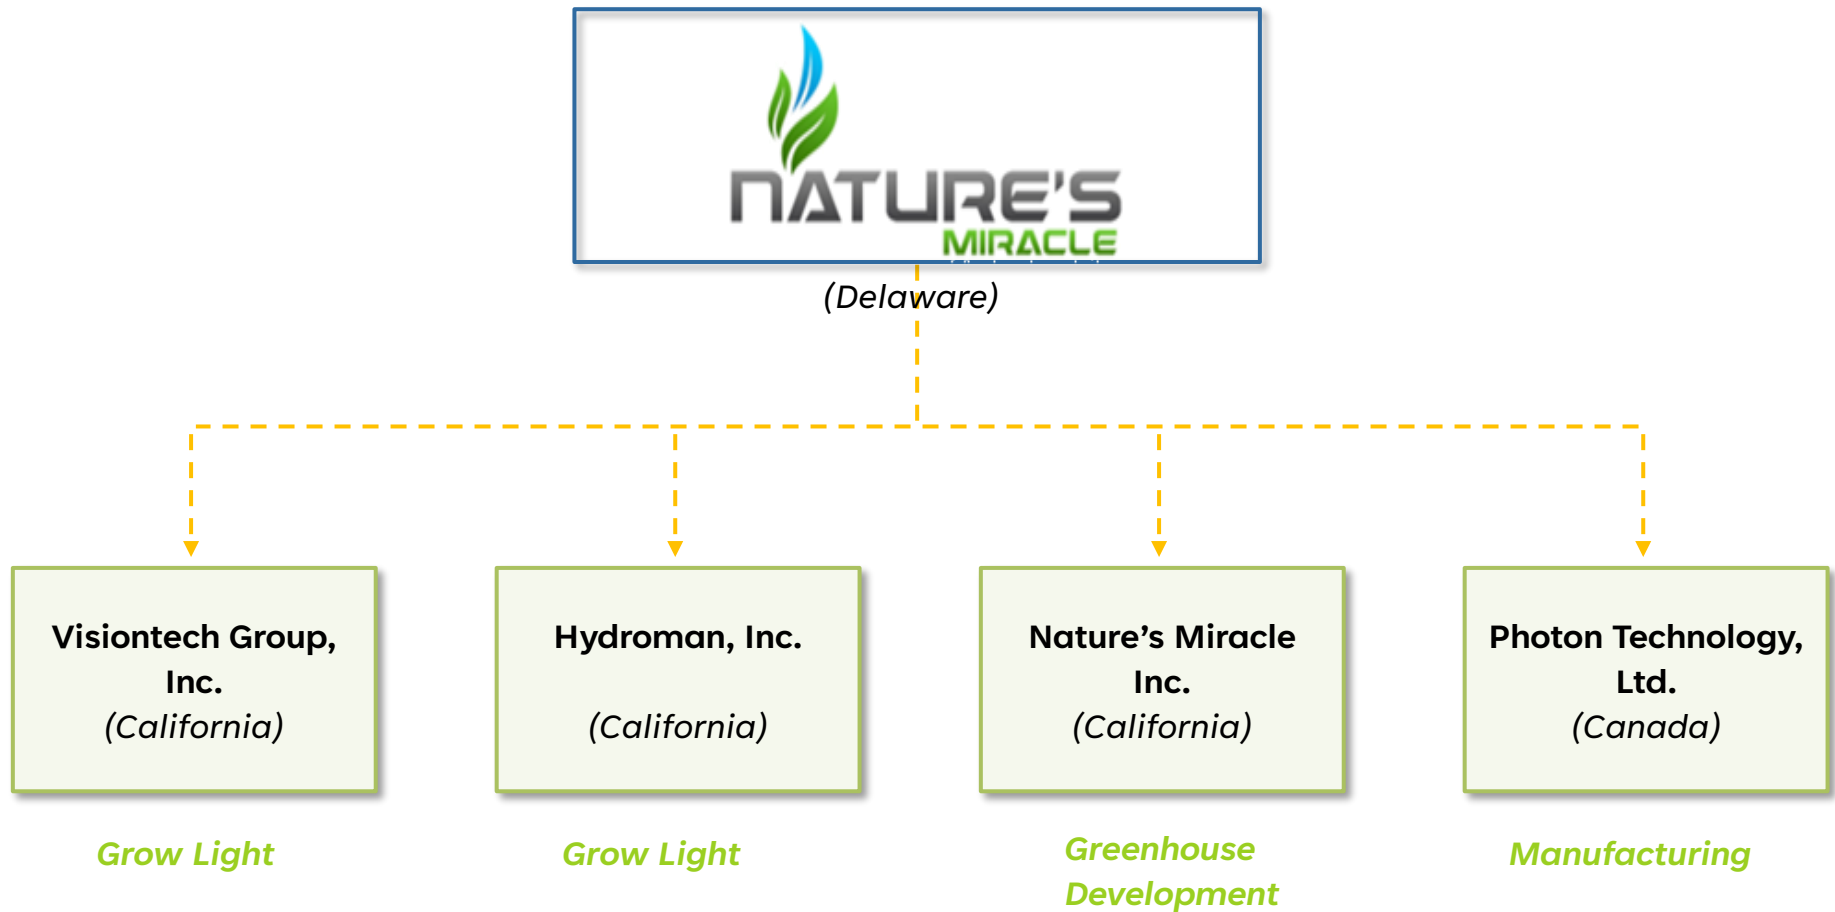 NATURE'S
MIRACLE
(Delaware)
Visiontech Group,
Inc.
(California)
Hydroman, Inc.
(California)
Nature’s Miracle
Inc.
(California)
Photon Technology,
Ltd.
(Canada)
Grow Light
Grow Light
Greenhouse
Development
Manufacturing